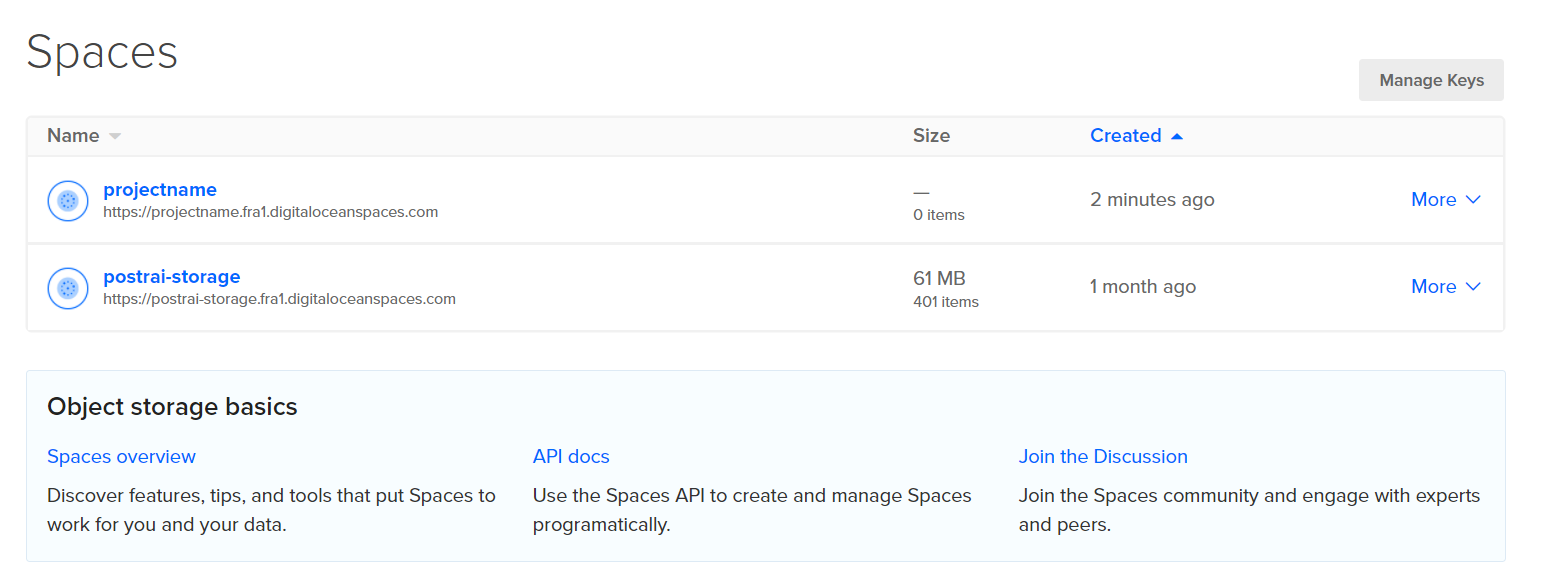 Spaces
Manage Keys
Name Size Created
projectname — 2 minutes ago More
https://projectname.fra1.digitaloceanspaces.com 0 items
postrai-storage 61 MB 1 month ago More
https://postrai-storage.fra1.digitaloceanspaces.com 401 items
Object storage basics
Spaces overview
Discover features, tips, and tools that put Spaces to
work for you and your data.
API docs
Use the Spaces API to create and manage Spaces
programatically.
Join the Discussion
Join the Spaces community and engage with experts
and peers.